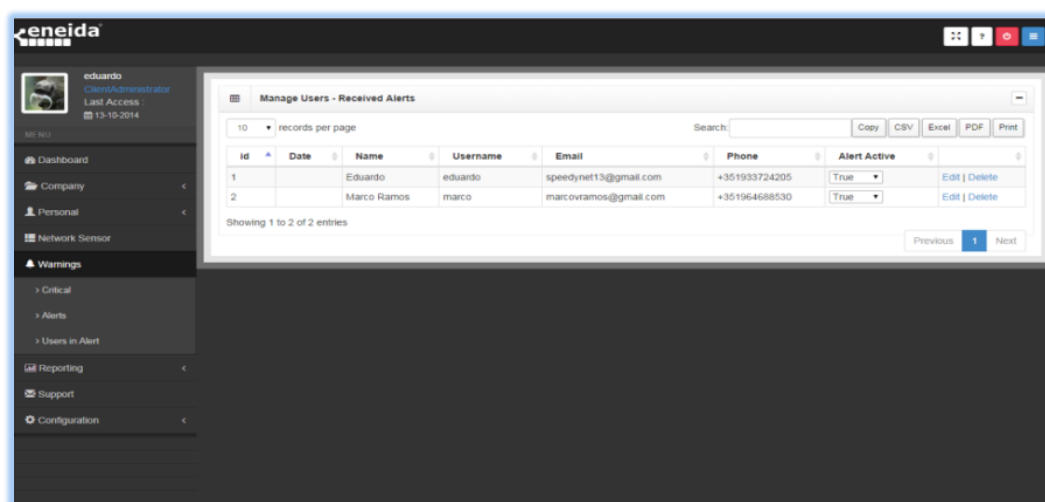 eneida
?
eduardo
ClientAdministrator
Last Access :
13-10-2014
MENU
Dashboard
Company
Personal
Network Sensor
Warnings
> Critical
> Alerts
> Users in Alert
Reporting
Support
Configuration
Manage Users - Received Alerts
10 records per page Search: Copy CSV Excel PDF Print
Id Date Name Username Email Phone Alert Active
1 Eduardo eduardo speedynet13@gmail.com +351933724205 True Edit | Delete
2 Marco Ramos marco marcovramos@gmail.com +351964688530 True Edit | Delete
Showing 1 to 2 of 2 entries
Previous 1 Next